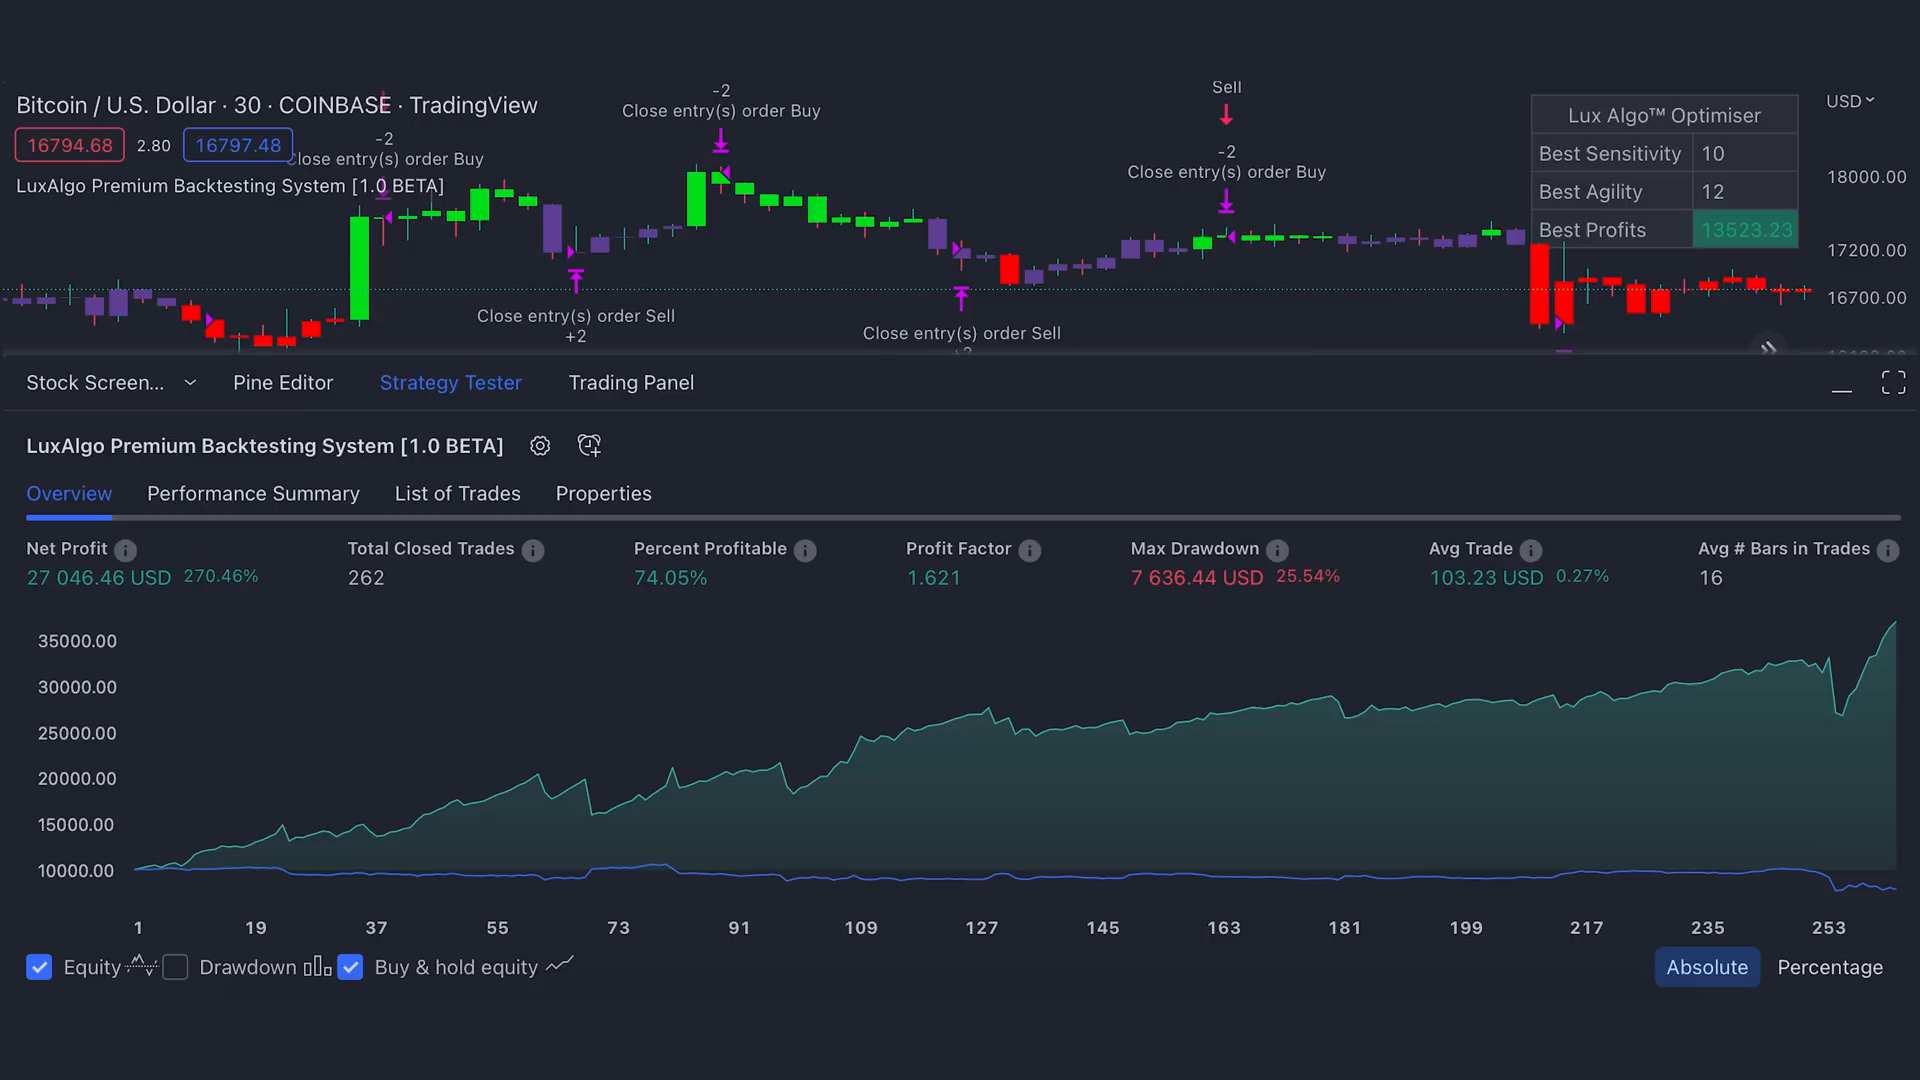 Bitcoin / U.S. Dollar · 30 · COINBASE · TradingView
16794.68 2.80 16797.48
LuxAlgo Premium Backtesting System [1.0 BETA]
-2
Close entry(s) order Buy
-2
Close entry(s) order Buy
Sell
-2
Close entry(s) order Buy
Close entry(s) order Sell
+2
Close entry(s) order Sell
+2
Lux Algo™ Optimiser
Best Sensitivity 10
Best Agility 12
Best Profits 13523.23
USD
18000.00
17200.00
16700.00
Stock Screen... Pine Editor Strategy Tester Trading Panel
LuxAlgo Premium Backtesting System [1.0 BETA]
Overview Performance Summary List of Trades Properties
Net Profit Total Closed Trades Percent Profitable Profit Factor Max Drawdown Avg Trade Avg # Bars in Trades
27 046.46 USD 270.46% 262 74.05% 1.621 7 636.44 USD 25.54% 103.23 USD 0.27% 16
35000.00
30000.00
25000.00
20000.00
15000.00
10000.00
1 19 37 55 73 91 109 127 145 163 181 199 217 235 253
Equity Drawdown Buy & hold equity Absolute Percentage